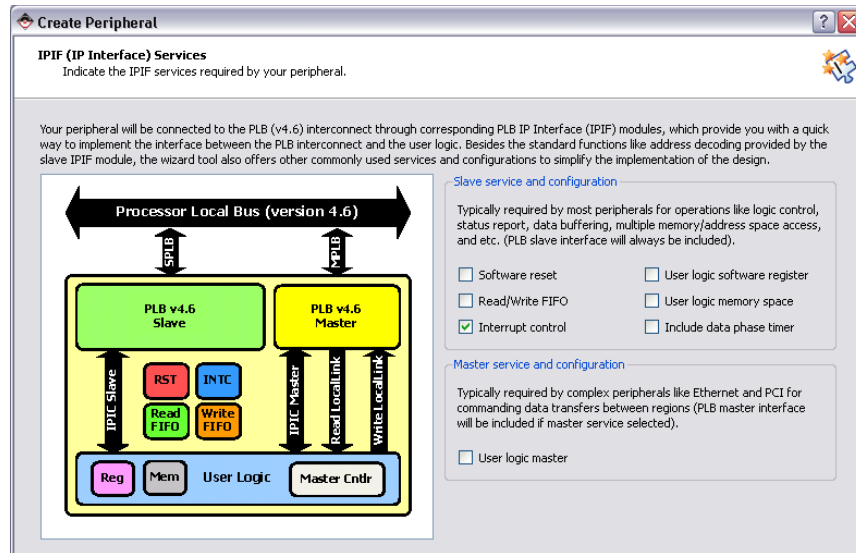 Create Peripheral
IPIF (IP Interface) Services
Indicate the IPIF services required by your peripheral.
Your peripheral will be connected to the PLB (v4.6) interconnect through corresponding PLB IP Interface (IPIF) modules, which provide you with a quick
way to implement the interface between the PLB interconnect and the user logic. Besides the standard functions like address decoding provided by the
slave IPIF module, the wizard tool also offers other commonly used services and configurations to simplify the implementation of the design.
Processor Local Bus (version 4.6)
SPLB
MPLB
PLB v4.6
Slave
PLB v4.6
Master
IPIC Slave
RST
INTC
Read
FIFO
Write
FIFO
IPIC Master
Read LocalLink
Write LocalLink
Reg
Mem
User Logic
Master Cntlr
Slave service and configuration
Typically required by most peripherals for operations like logic control,
status report, data buffering, multiple memory/address space access,
and etc. (PLB slave interface will always be included).
Software reset
User logic software register
Read/Write FIFO
User logic memory space
Interrupt control
Include data phase timer
Master service and configuration
Typically required by complex peripherals like Ethernet and PCI for
commanding data transfers between regions (PLB master interface
will be included if master service selected).
User logic master